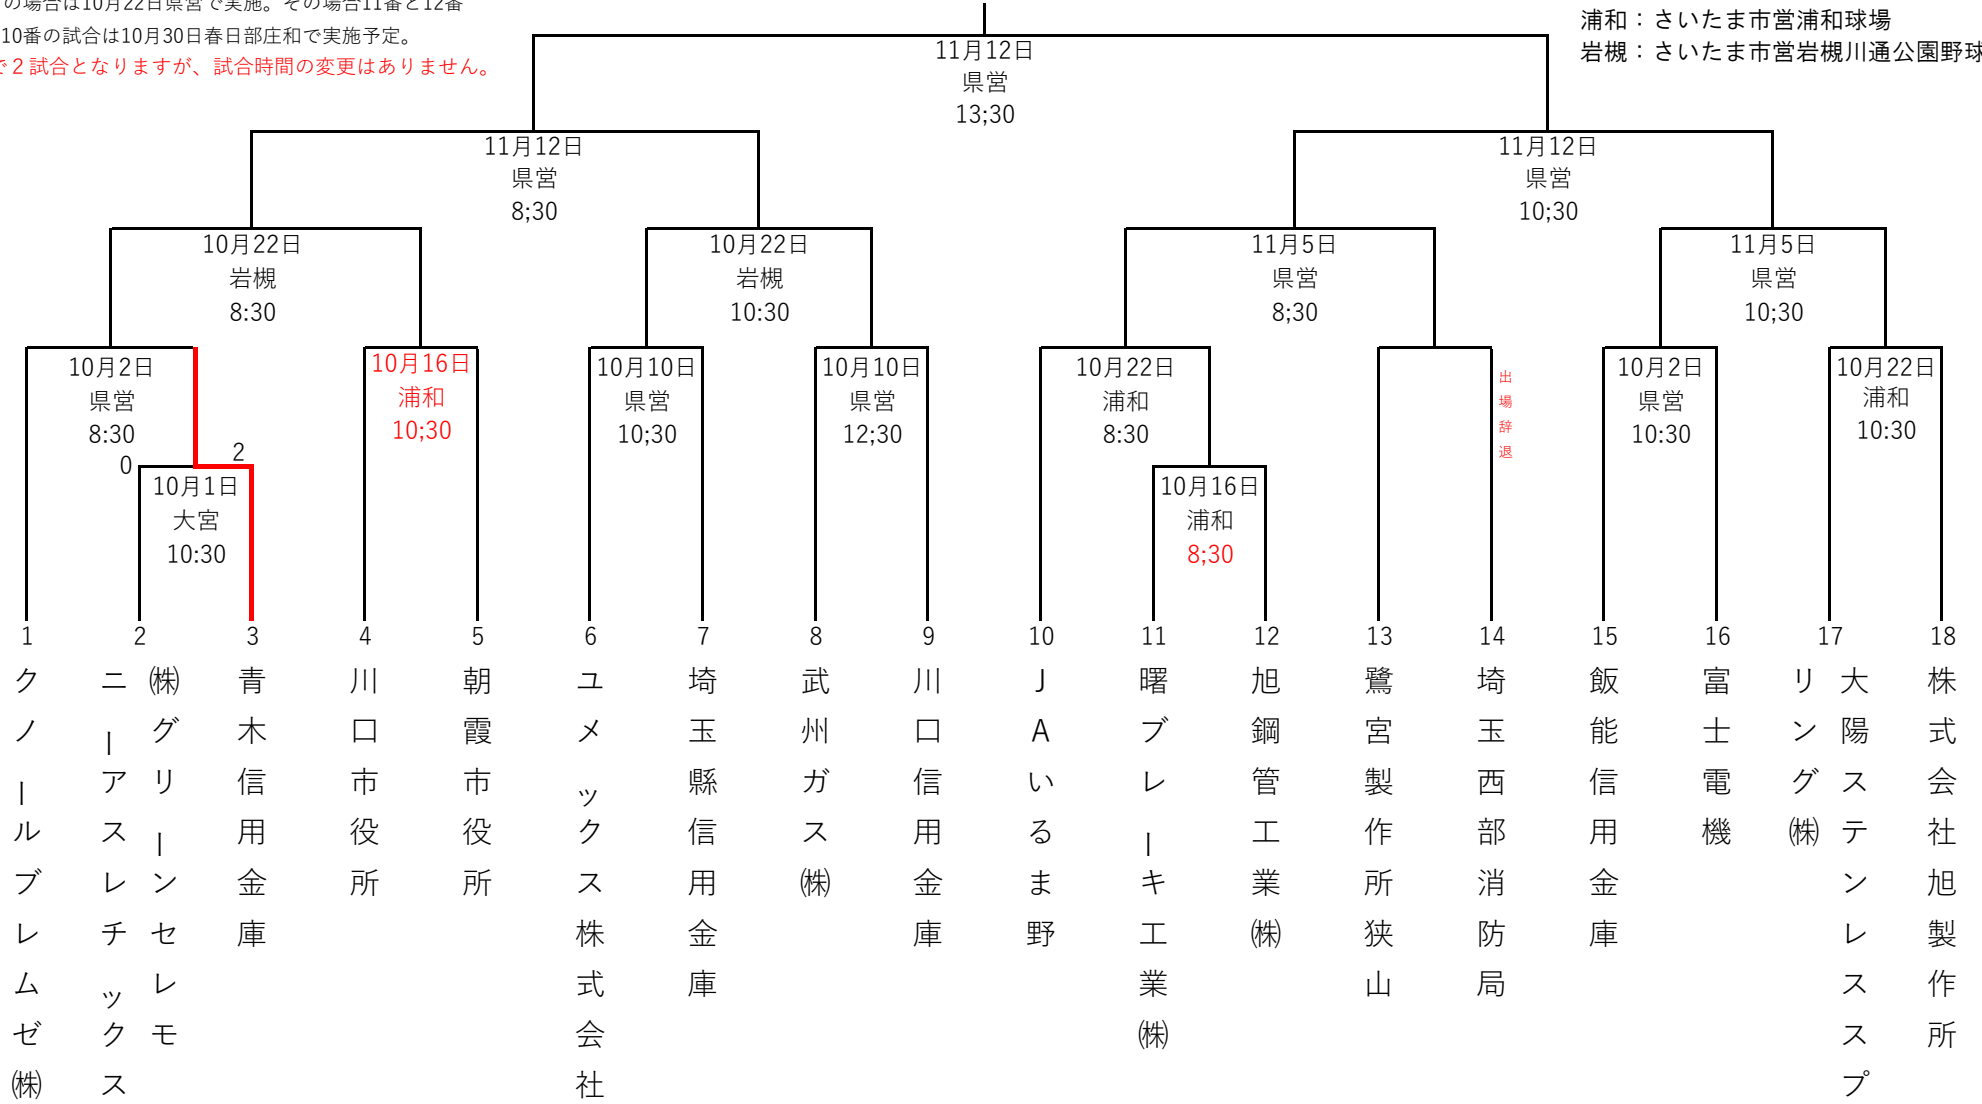 の場合は10月22日県営で実施。その場合11番と12番
10番の試合は10月30日春日部庄和で実施予定。
で２試合となりますが、試合時間の変更はありません。
浦和：さいたま市営浦和球場
岩槻：さいたま市営岩槻川通公園野球
11月12日
県営
13;30
11月12日
県営
8;30
11月12日
県営
10;30
10月22日
岩槻
8:30
10月22日
岩槻
10:30
11月5日
県営
8;30
11月5日
県営
10;30
10月2日
県営
8:30
10月16日
浦和
10;30
10月10日
県営
10;30
10月10日
県営
12;30
10月22日
浦和
8:30
出場辞退
10月2日
県営
10:30
10月22日
浦和
10:30
0
2
10月1日
大宮
10:30
10月16日
浦和
8;30
1
2
3
4
5
6
7
8
9
10
11
12
13
14
15
16
17
18
クノールブレムゼ㈱
㈱グリーンセレモ
ニーアスレチックス
青木信用金庫
川口市役所
朝霞市役所
ユメックス株式会社
埼玉縣信用金庫
武州ガス㈱
川口信用金庫
ＪＡいるま野
曙ブレーキ工業㈱
旭鋼管工業㈱
鷺宮製作所狭山
埼玉西部消防局
飯能信用金庫
富士電機
大陽ステンレススプ
リング㈱
株式会社旭製作所